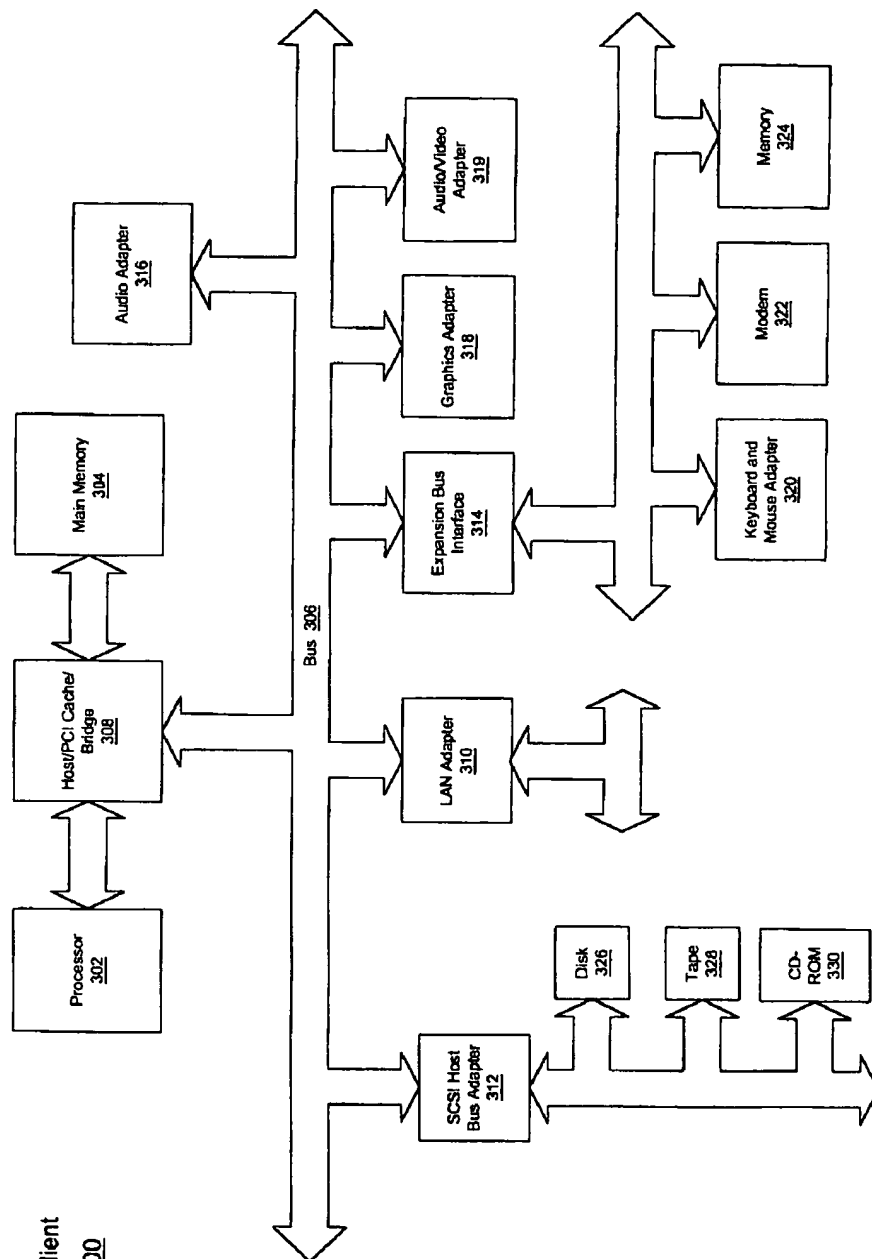 Processor
302
Host/PCI Cache/
Bridge
308
Main Memory
304
Audio Adapter
316
Bus 306
SCSI Host
Bus Adapter
312
LAN Adapter
310
Expansion Bus
Interface
314
Graphics Adapter
318
Audio/Video
Adapter
319
Disk
326
Tape
328
CD-
ROM
330
Keyboard and
Mouse Adapter
320
Modem
322
Memory
324